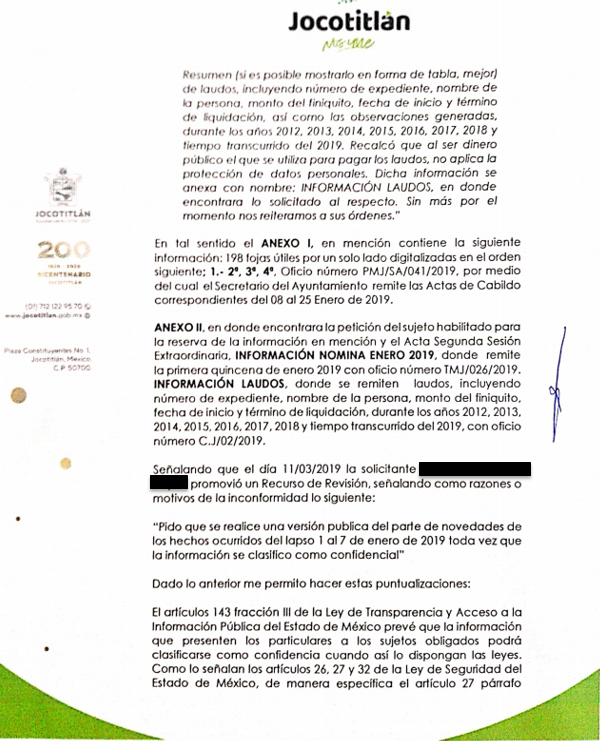 Jocotitlán
Resumen (si es posible mostrarlo en forma de tabla, mejor)
de laudos, incluyendo número de expediente, nombre de
la persona, monto del finiquito, fecha de inicio y término
de liquidación, así como las observaciones generadas,
durante los años 2012, 2013, 2014, 2015, 2016, 2017, 2018 y
tiempo transcurrido del 2019. Recalcó que al ser dinero
público el que se utiliza para pagar los laudos, no aplica la
protección de datos personales. Dicha información se
anexa con nombre: INFORMACIÓN LAUDOS, en donde
encontrara lo solicitado al respecto. Sin más por el
momento nos reiteramos a sus órdenes."
JOCOTITLÁN
200
1820 - 2020
BICENTENARIO
JOCOTITLÁN
(01) 712 122 95 70
www.jocotitlan.gob.mx
Plaza Constituyentes No. 1,
Jocotitlán, México.
C.P. 50700
En tal sentido el ANEXO I, en mención contiene la siguiente
información: 198 fojas útiles por un solo lado digitalizadas en el orden
siguiente; 1.- 2ª, 3ª, 4ª, Oficio número PMJ/SA/041/2019, por medio
del cual el Secretario del Ayuntamiento remite las Actas de Cabildo
correspondientes del 08 al 25 Enero de 2019.
ANEXO II, en donde encontrara la petición del sujeto habilitado para
la reserva de la información en mención y el Acta Segunda Sesión
Extraordinaria, INFORMACIÓN NOMINA ENERO 2019, donde remite
la primera quincena de enero 2019 con oficio número TMJ/026/2019.
INFORMACIÓN LAUDOS, donde se remiten laudos, incluyendo
número de expediente, nombre de la persona, monto del finiquito,
fecha de inicio y término de liquidación, durante los años 2012, 2013,
2014, 2015, 2016, 2017, 2018 y tiempo transcurrido del 2019, con oficio
número C.J/02/2019.
Señalando que el día 11/03/2019 la solicitante
promovió un Recurso de Revisión, señalando como razones o
motivos de la inconformidad lo siguiente:
"Pido que se realice una versión publica del parte de novedades de
los hechos ocurridos del lapso 1 al 7 de enero de 2019 toda vez que
la información se clasifico como confidencial"
Dado lo anterior me permito hacer estas puntualizaciones:
El artículos 143 fracción III de la Ley de Transparencia y Acceso a la
Información Pública del Estado de México prevé que la información
que presenten los particulares a los sujetos obligados podrá
clasificarse como confidencia cuando así lo dispongan las leyes.
Como lo señalan los artículos 26, 27 y 32 de la Ley de Seguridad del
Estado de México, de manera específica el artículo 27 párrafo